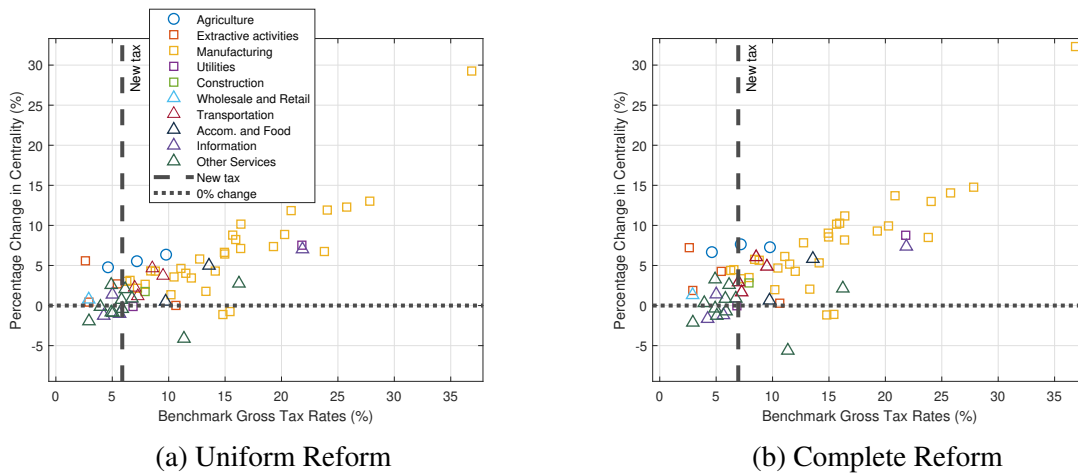 Percentage Change in Centrality (%)
30
25
20
15
10
5
0
-5
New tax
Agriculture
Extractive activities
Manufacturing
Utilities
Construction
Wholesale and Retail
Transportation
Accom. and Food
Information
Other Services
New tax
0% change
0 5 10 15 20 25 30 35
Benchmark Gross Tax Rates (%)
(a) Uniform Reform
Percentage Change in Centrality (%)
30
25
20
15
10
5
0
-5
New tax
0 5 10 15 20 25 30 35
Benchmark Gross Tax Rates (%)
(b) Complete Reform